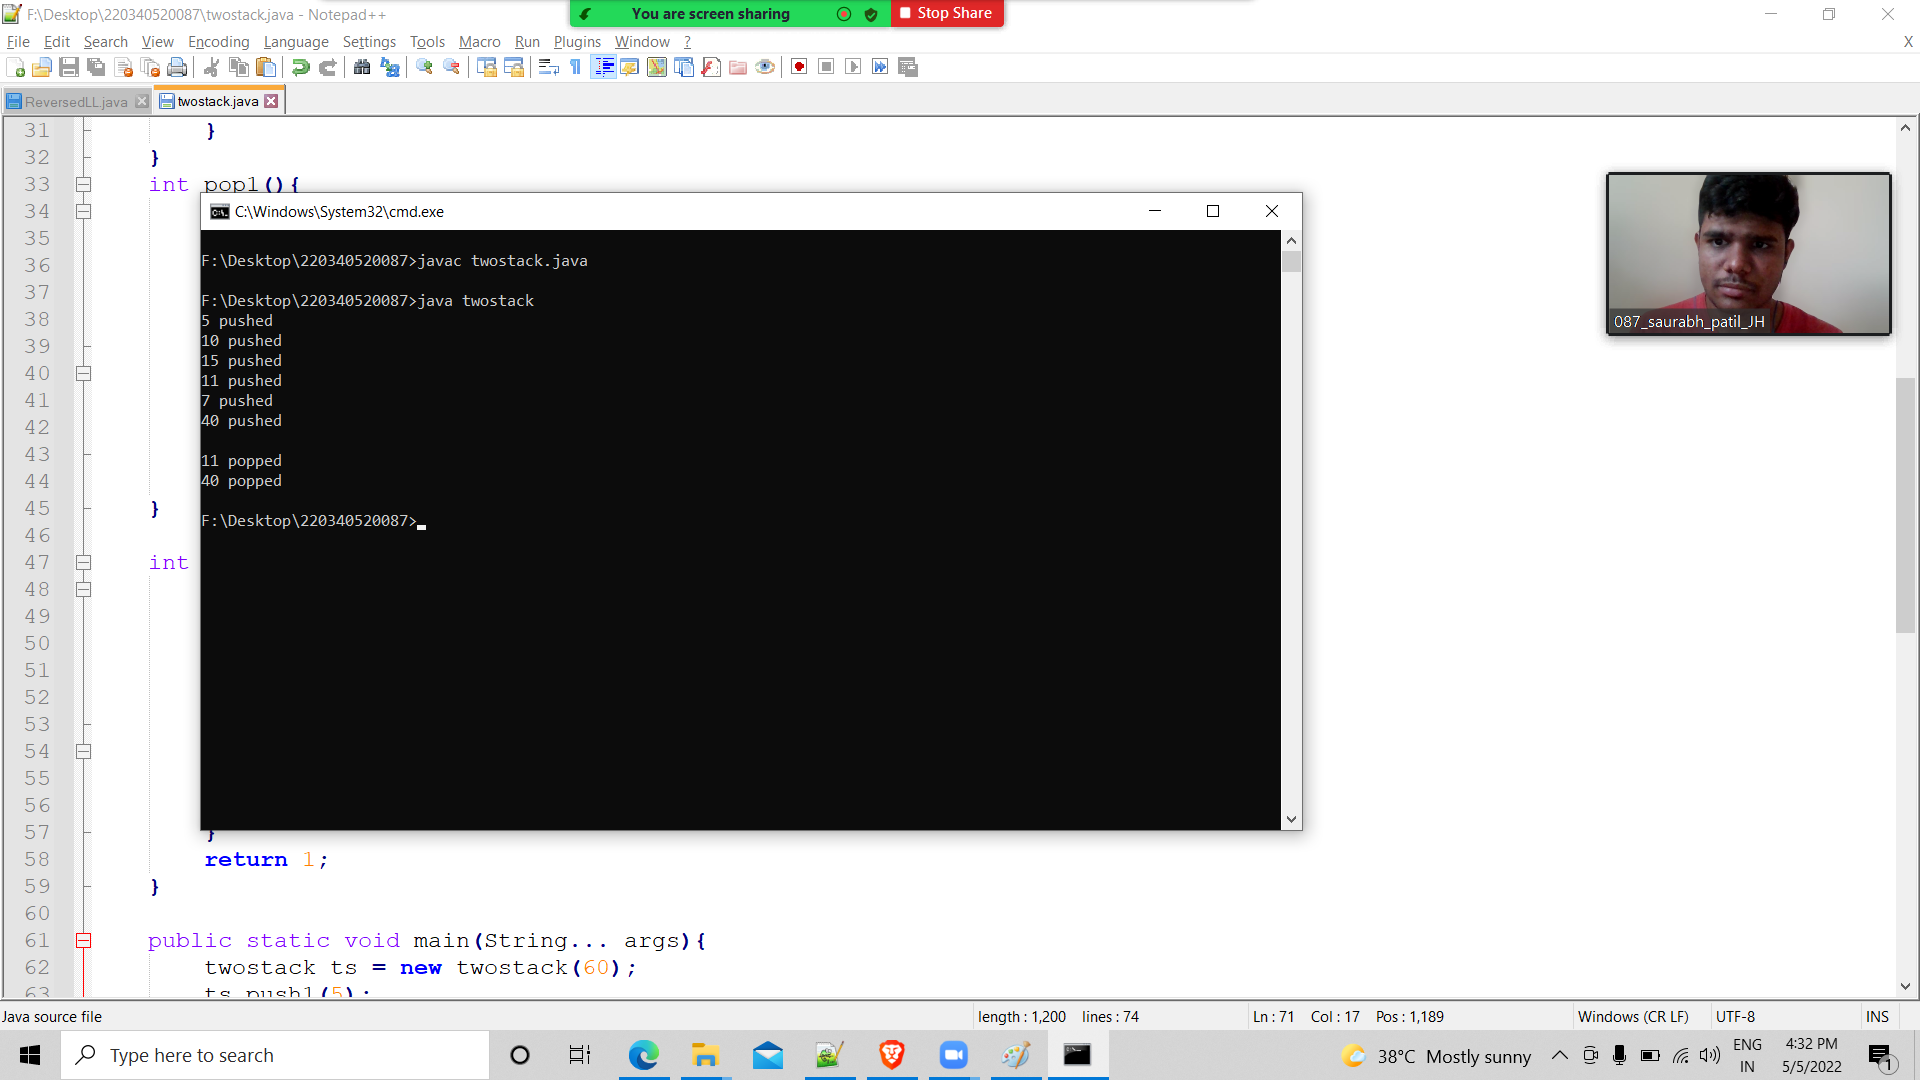 F:\Desktop\220340520087\twostack.java - Notepad++
You are screen sharing
Stop Share
File Edit Search View Encoding Language Settings Tools Macro Run Plugins Window ?
X
ReversedLL.java
twostack.java
31 }
32 }
33 int pop1(){
34
35
36
37
38
39
40
41
42
43
44
45 }
46
47 int
48
49
50
51
52
53
54
55
56
57 }
58 return 1;
59 }
60
61 public static void main(String... args){
62 twostack ts = new twostack(60);
63 ts.push1(5);
C:\Windows\System32\cmd.exe
F:\Desktop\220340520087>javac twostack.java
F:\Desktop\220340520087>java twostack
5 pushed
10 pushed
15 pushed
11 pushed
7 pushed
40 pushed
11 popped
40 popped
F:\Desktop\220340520087>
087_saurabh_patil_JH
Java source file
length : 1,200 lines : 74
Ln : 71 Col : 17 Pos : 1,189
Windows (CR LF)
UTF-8
INS
Type here to search
38°C Mostly sunny
ENG
IN
4:32 PM
5/5/2022
1